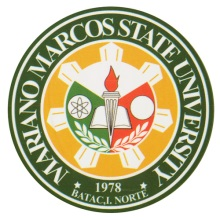 MARIANO MARCOS STATE UNIVERSITY
1978
BATAC, I. NORTE